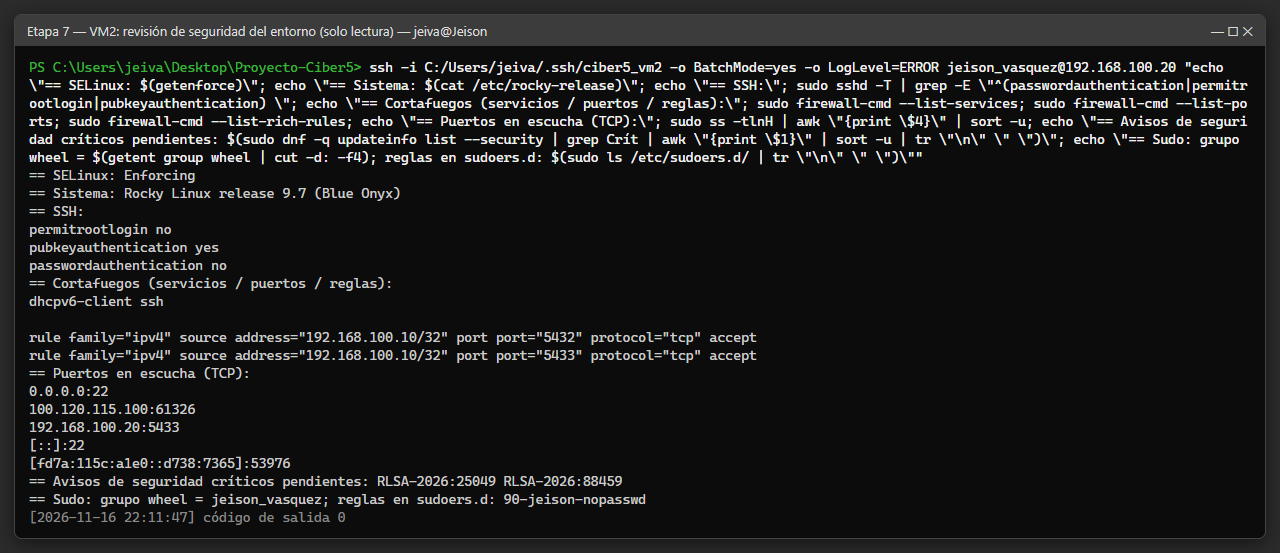 Etapa 7 — VM2: revisión de seguridad del entorno (solo lectura) — jeiva@Jeison
PS C:\Users\jeiva\Desktop\Proyecto-Ciber5> ssh -i C:/Users/jeiva/.ssh/ciber5_vm2 -o BatchMode=yes -o LogLevel=ERROR jeison_vasquez@192.168.100.20 "echo
\"== SELinux: $(getenforce)\"; echo \"== Sistema: $(cat /etc/rocky-release)\"; echo \"== SSH:\"; sudo sshd -T | grep -E \"^(passwordauthentication|permitr
ootlogin|pubkeyauthentication) \"; echo \"== Cortafuegos (servicios / puertos / reglas):\"; sudo firewall-cmd --list-services; sudo firewall-cmd --list-po
rts; sudo firewall-cmd --list-rich-rules; echo \"== Puertos en escucha (TCP):\"; sudo ss -tlnH | awk \"{print \$4}\" | sort -u; echo \"== Avisos de seguri
dad críticos pendientes: $(sudo dnf -q updateinfo list --security | grep Crít | awk \"{print \$1}\" | sort -u | tr \"\n\" \" \")\"; echo \"== Sudo: grupo
wheel = $(getent group wheel | cut -d: -f4); reglas en sudoers.d: $(sudo ls /etc/sudoers.d/ | tr \"\n\" \" \")\""
== SELinux: Enforcing
== Sistema: Rocky Linux release 9.7 (Blue Onyx)
== SSH:
permitrootlogin no
pubkeyauthentication yes
passwordauthentication no
== Cortafuegos (servicios / puertos / reglas):
dhcpv6-client ssh
rule family="ipv4" source address="192.168.100.10/32" port port="5432" protocol="tcp" accept
rule family="ipv4" source address="192.168.100.10/32" port port="5433" protocol="tcp" accept
== Puertos en escucha (TCP):
0.0.0.0:22
100.120.115.100:61326
192.168.100.20:5433
[::]:22
[fd7a:115c:a1e0::d738:7365]:53976
== Avisos de seguridad críticos pendientes: RLSA-2026:25049 RLSA-2026:88459
== Sudo: grupo wheel = jeison_vasquez; reglas en sudoers.d: 90-jeison-nopasswd
[2026-11-16 22:11:47] código de salida 0